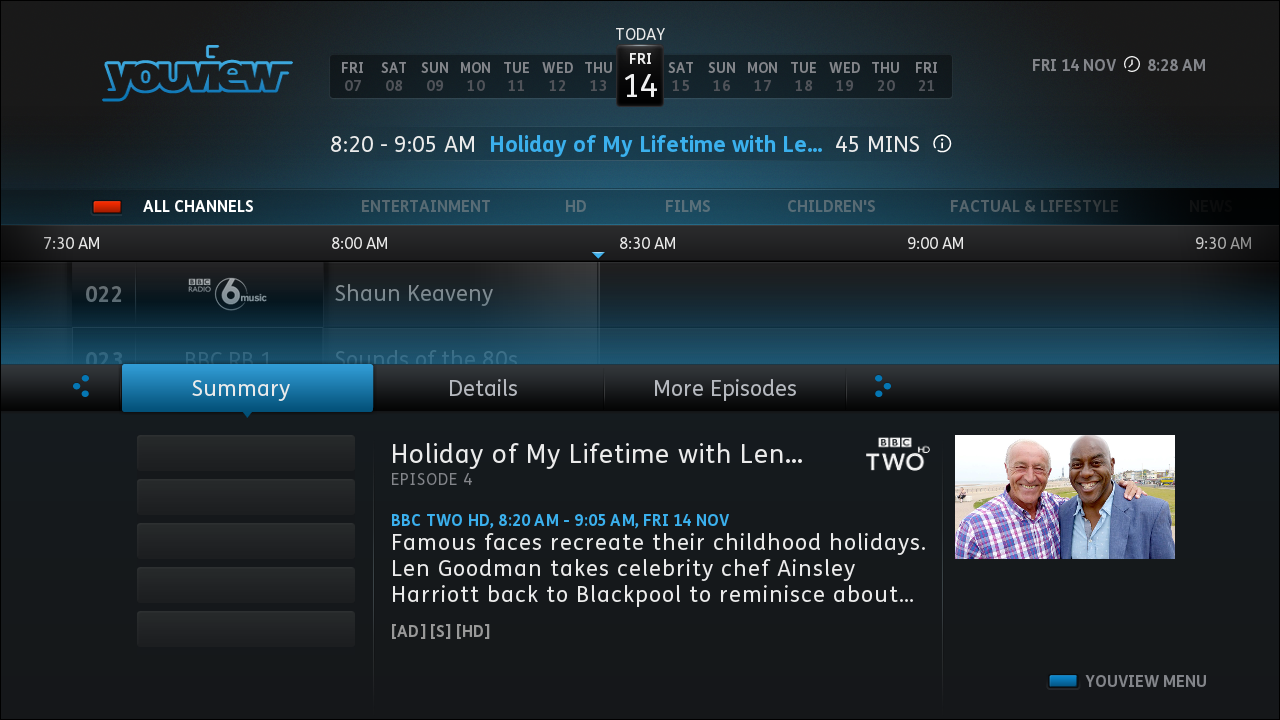 TODAY
youview
FRI SAT SUN MON TUE WED THU FRI SAT SUN MON TUE WED THU FRI
07 08 09 10 11 12 13 14 15 16 17 18 19 20 21
FRI 14 NOV 8:28 AM
8:20 - 9:05 AM Holiday of My Lifetime with Le... 45 MINS
ALL CHANNELS ENTERTAINMENT HD FILMS CHILDREN'S FACTUAL & LIFESTYLE NEWS
7:30 AM 8:00 AM 8:30 AM 9:00 AM 9:30 AM
022 BBC RADIO 6 music Shaun Keaveny
023 BBC RB 1 Sounds of the 80s
Summary Details More Episodes
Holiday of My Lifetime with Len... BBC TWO HD
EPISODE 4
BBC TWO HD, 8:20 AM - 9:05 AM, FRI 14 NOV
Famous faces recreate their childhood holidays.
Len Goodman takes celebrity chef Ainsley
Harriott back to Blackpool to reminisce about...
[AD] [S] [HD]
YOUVIEW MENU